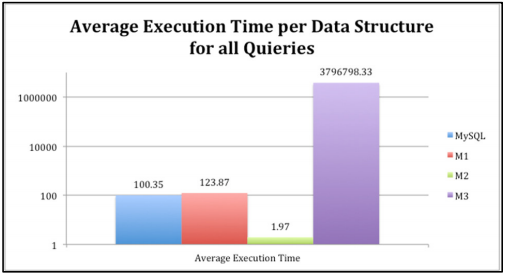 Average Execution Time per Data Structure
for all Quieries
3796798.33
1000000
10000
100.35
123.87
100
1.97
1
MySQL
M1
M2
M3
Average Execution Time